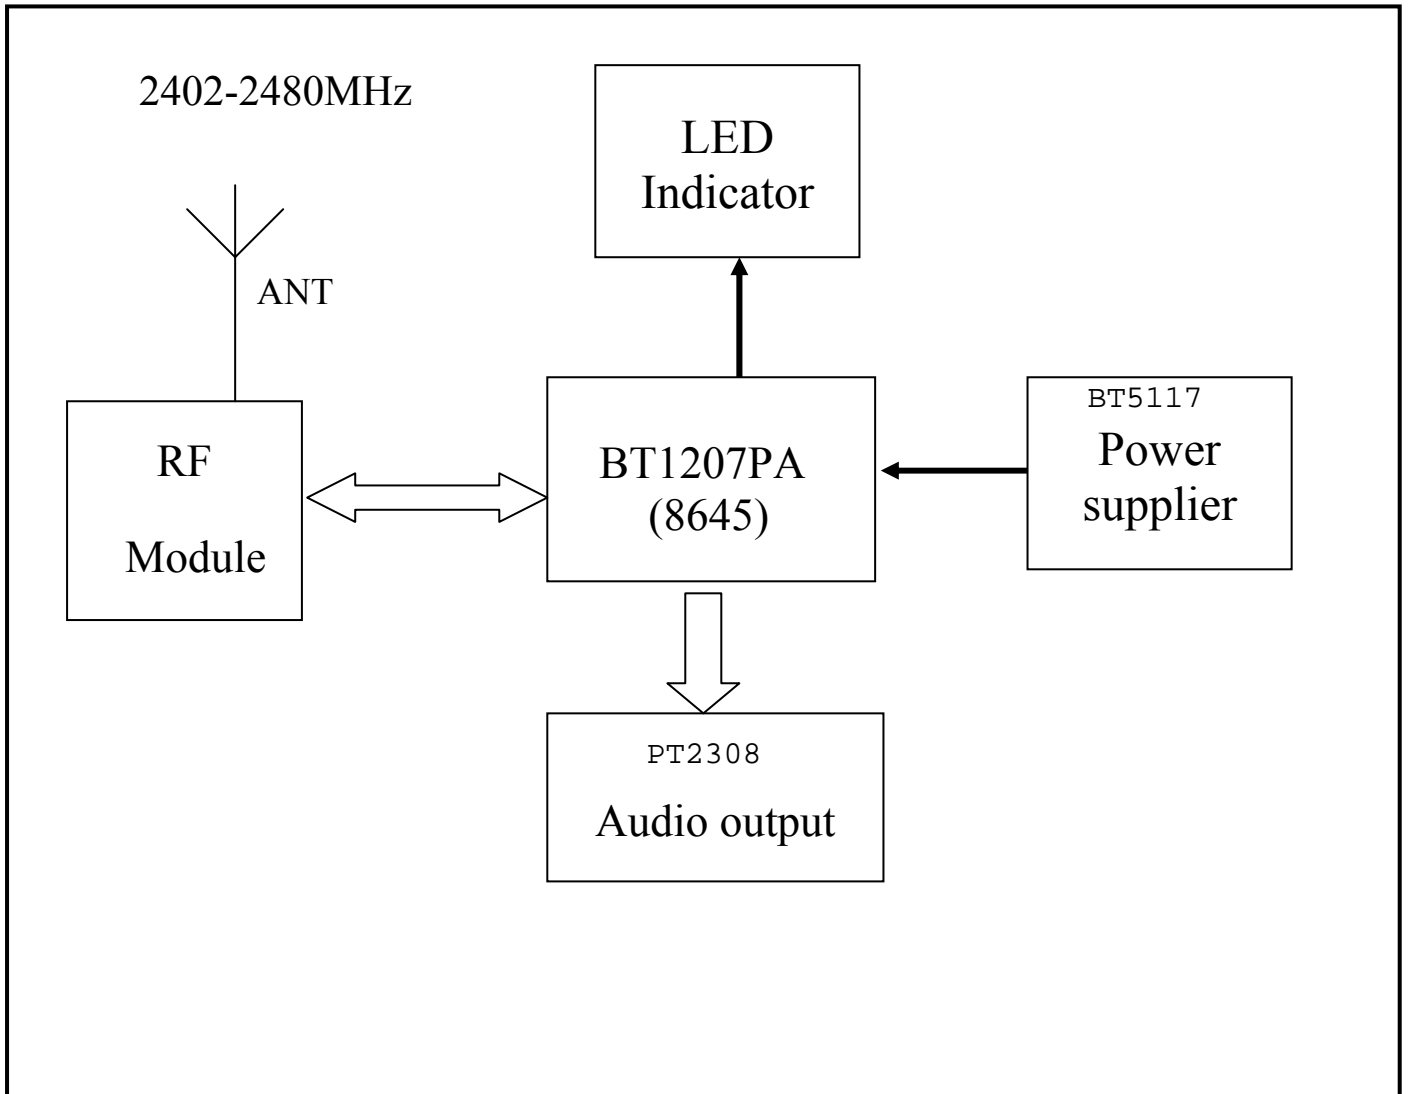 2402-2480MHz
LED
Indicator
ANT
RF
Module
BT1207PA
(8645)
BT5117
Power
supplier
PT2308
Audio output